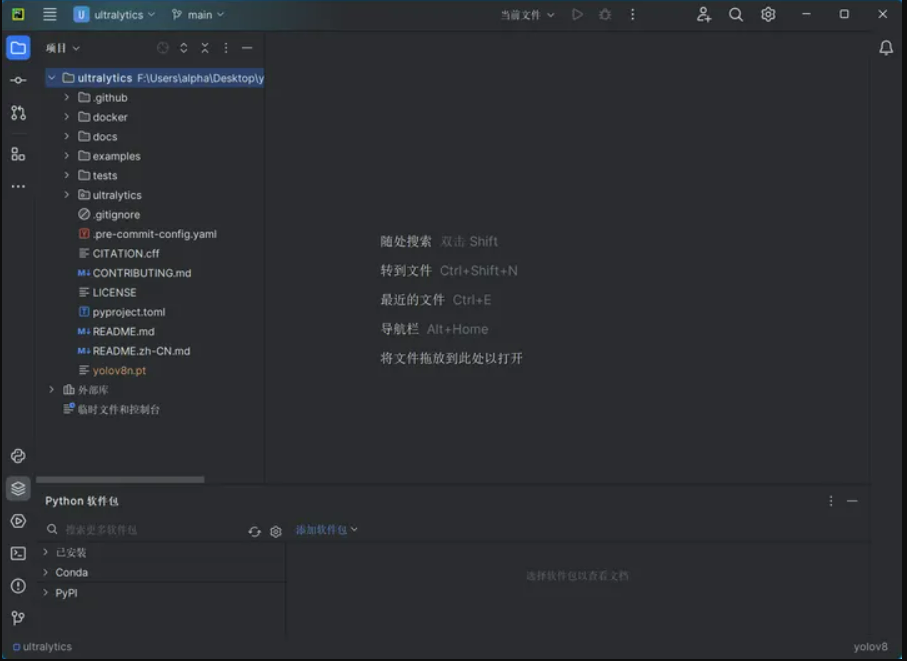 U ultralytics main 当前文件
项目
ultralytics F:\Users\alpha\Desktop\y
.github
docker
docs
examples
tests
ultralytics
.gitignore
.pre-commit-config.yaml
CITATION.cff
M↓ CONTRIBUTING.md
LICENSE
pyproject.toml
M↓ README.md
M↓ README.zh-CN.md
yolov8n.pt
外部库
临时文件和控制台
随处搜索 双击 Shift
转到文件 Ctrl+Shift+N
最近的文件 Ctrl+E
导航栏 Alt+Home
将文件拖放到此处以打开
Python 软件包
搜索更多软件包 添加软件包
已安装
Conda
PyPI
选择软件包以查看文档
ultralytics yolov8